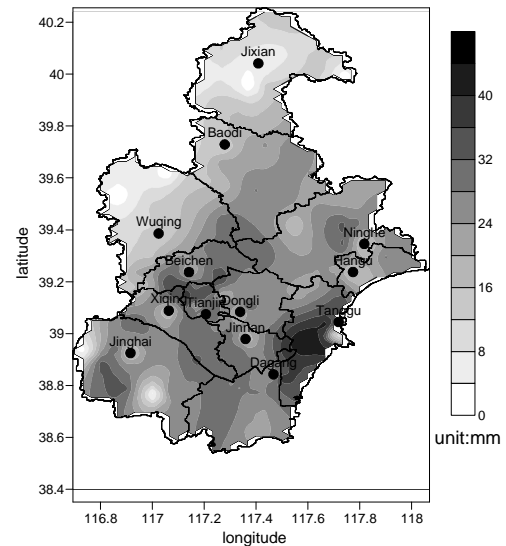 40.2
40
39.8
39.6
39.4
39.2
39
38.8
38.6
38.4
latitude
116.8 117 117.2 117.4 117.6 117.8 118
longitude
Jixian
Baodi
Wuqing
Ninghe
Beichen
Hangu
Xiqing
Tianjin
Dongli
Tanggu
Jinnan
Jinghai
Dagang
40
32
24
16
8
0
unit:mm